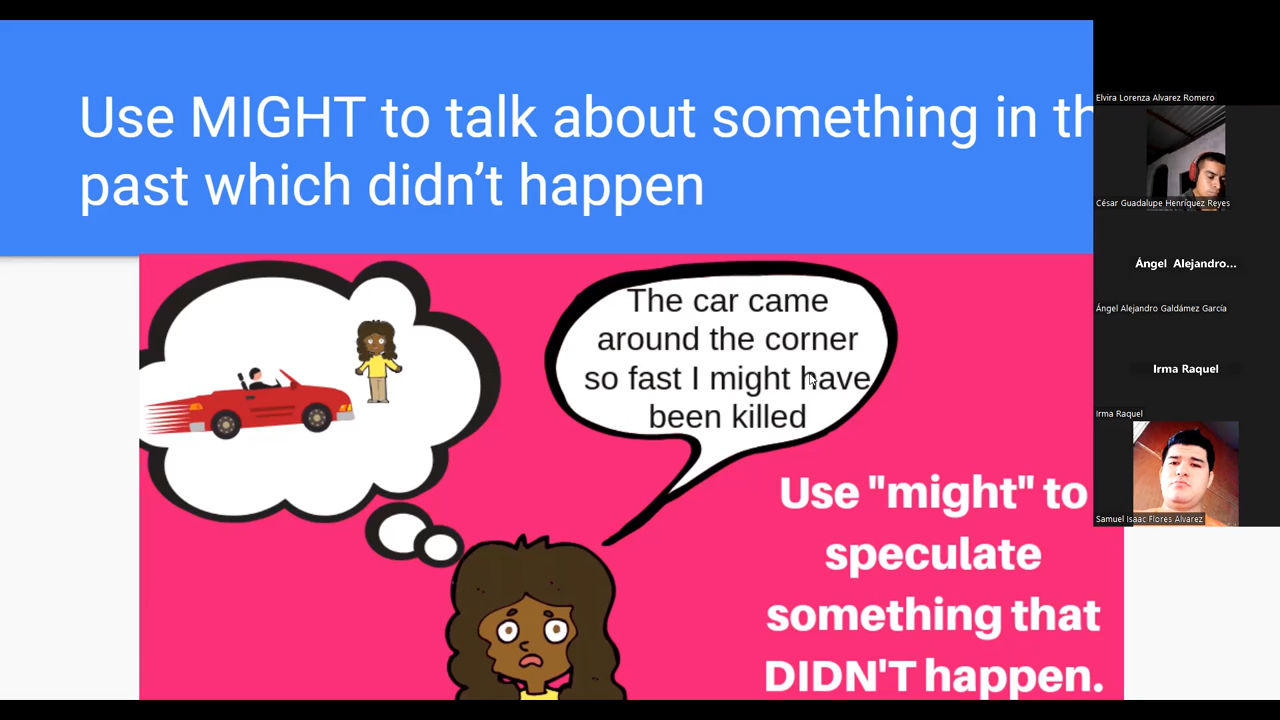 Use MIGHT to talk about something in th
past which didn’t happen
The car came
around the corner
so fast I might have
been killed
Use "might" to
speculate
something that
DIDN'T happen.
Elvira Lorenza Alvarez Romero
César Guadalupe Henríquez Reyes
Ángel Alejandro...
Ángel Alejandro Galdámez García
Irma Raquel
Irma Raquel
Samuel Isaac Flores Alvarez